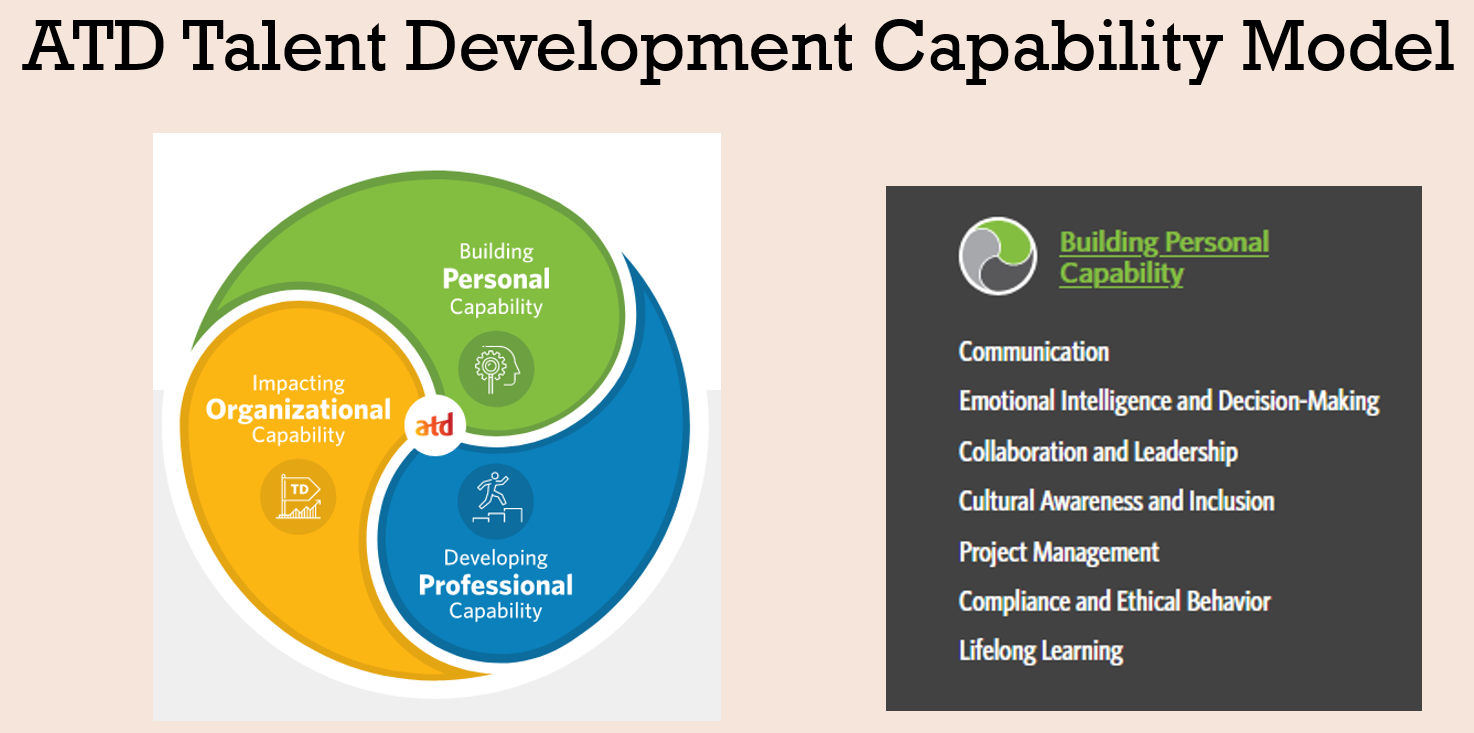 ATD Talent Development Capability Model
Building
Personal
Capability
Impacting
Organizational
Capability
atd
TD
Developing
Professional
Capability
Building Personal
Capability
Communication
Emotional Intelligence and Decision-Making
Collaboration and Leadership
Cultural Awareness and Inclusion
Project Management
Compliance and Ethical Behavior
Lifelong Learning